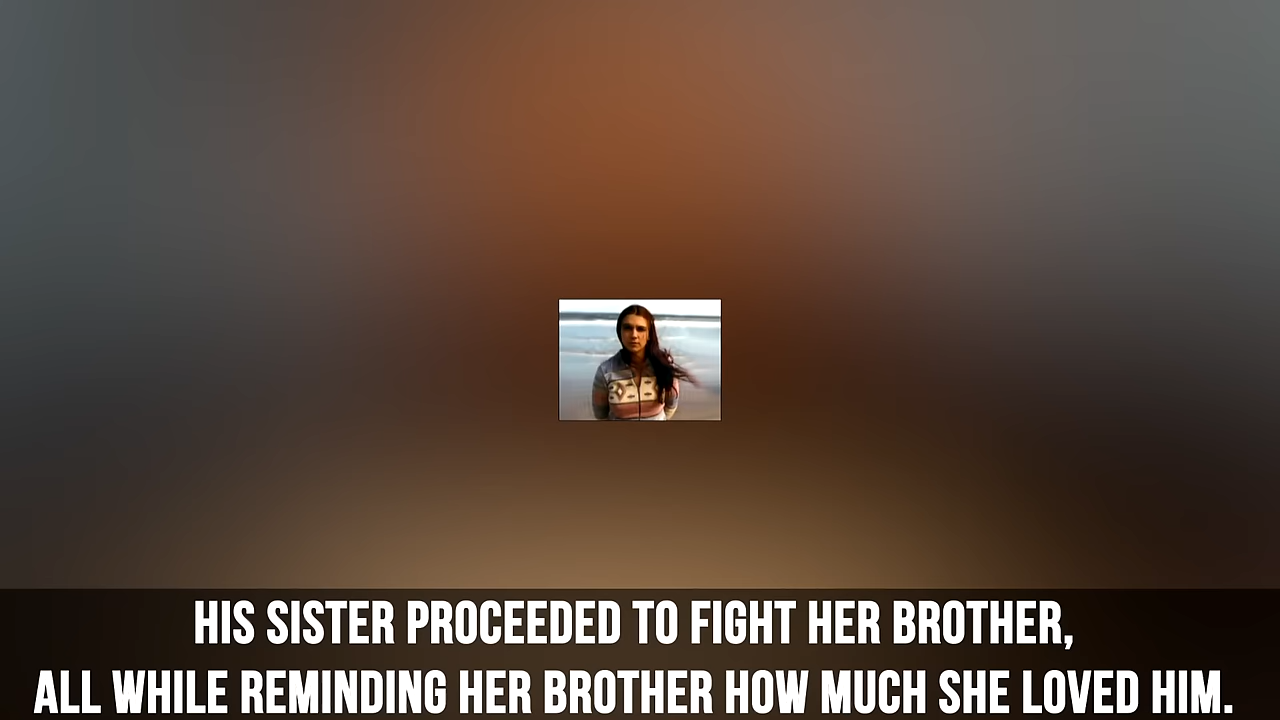 HIS SISTER PROCEEDED TO FIGHT HER BROTHER,
ALL WHILE REMINDING HER BROTHER HOW MUCH SHE LOVED HIM.